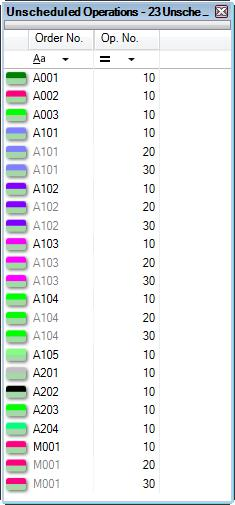 Unscheduled Operations - 23 Unsche...
Order No. Op. No.
Aa =
A001 10
A002 10
A003 10
A101 10
A101 20
A101 30
A102 10
A102 20
A102 30
A103 10
A103 20
A103 30
A104 10
A104 20
A104 30
A105 10
A201 10
A202 10
A203 10
A204 10
M001 10
M001 20
M001 30